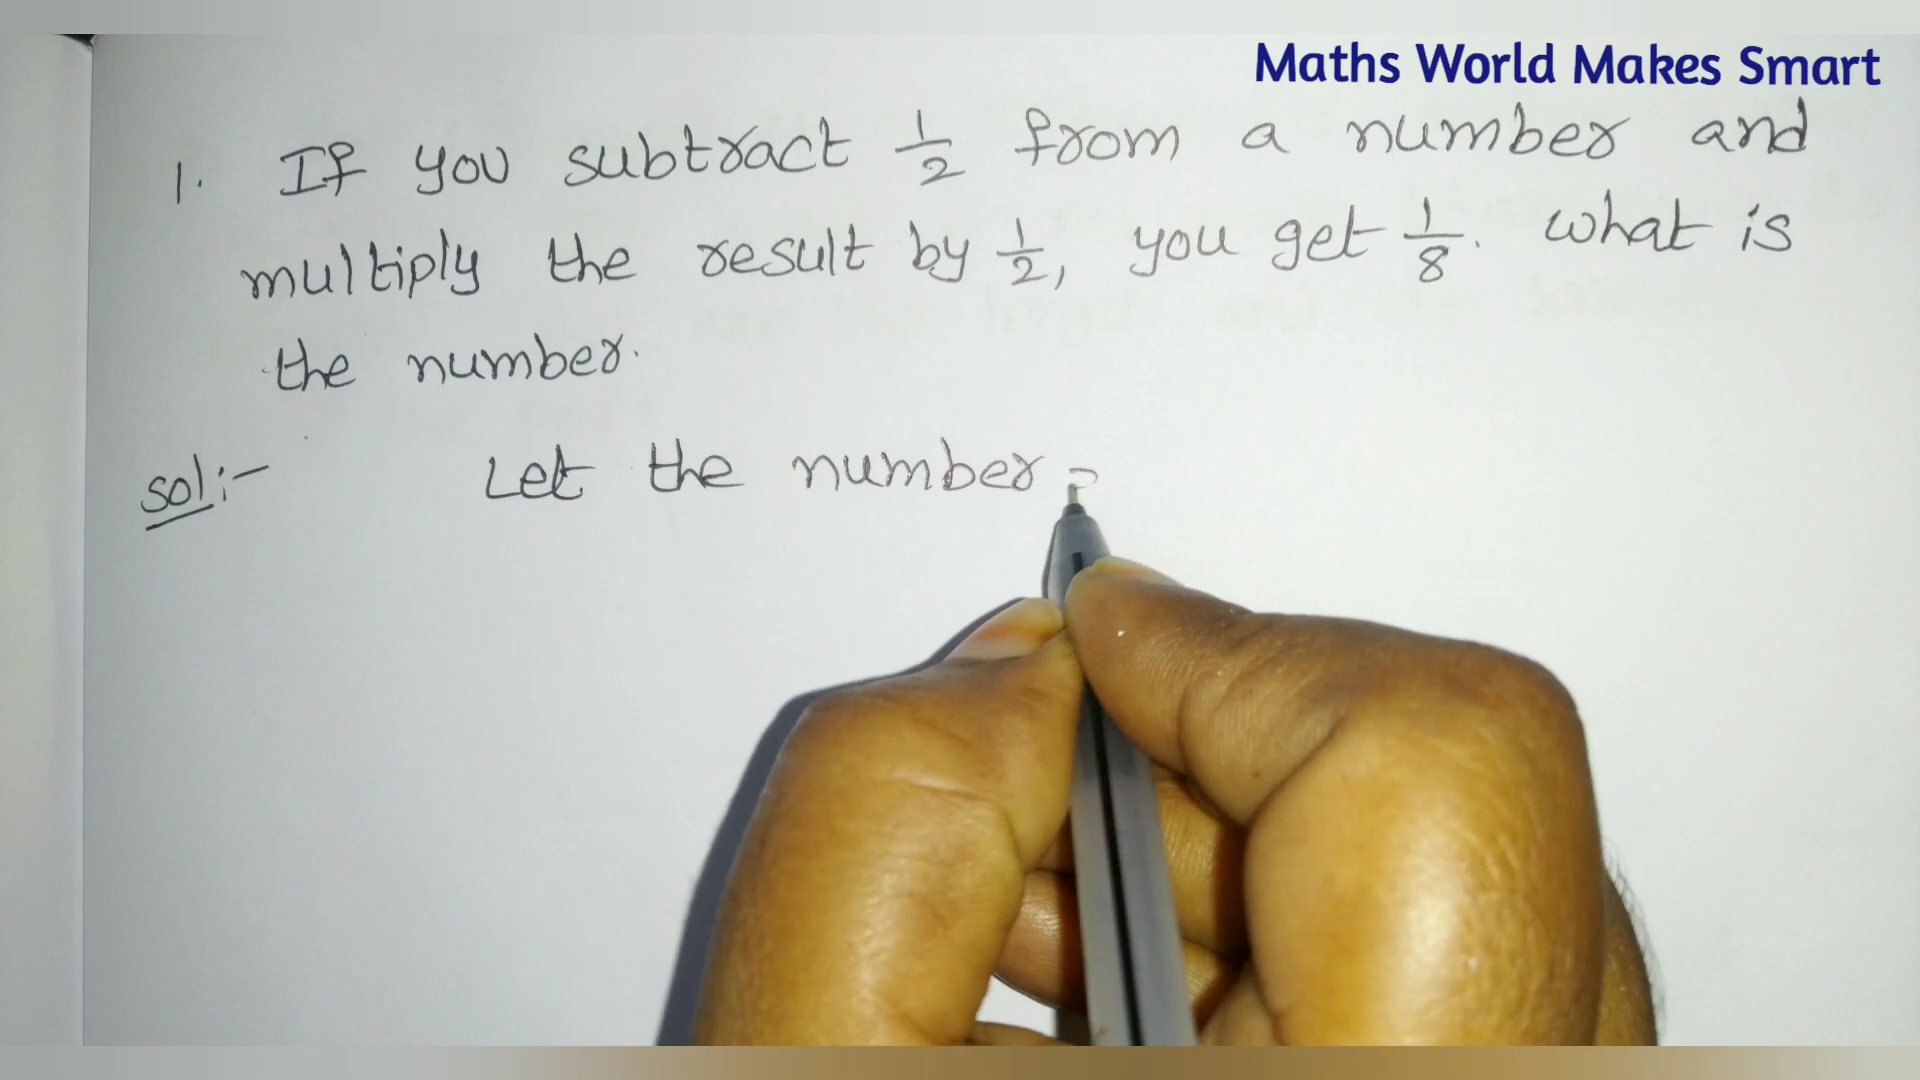 Maths World Makes Smart
1. If you subtract 1/2 from a number and
multiply the result by 1/2, you get 1/8. what is
the number.
sol:- Let the number =